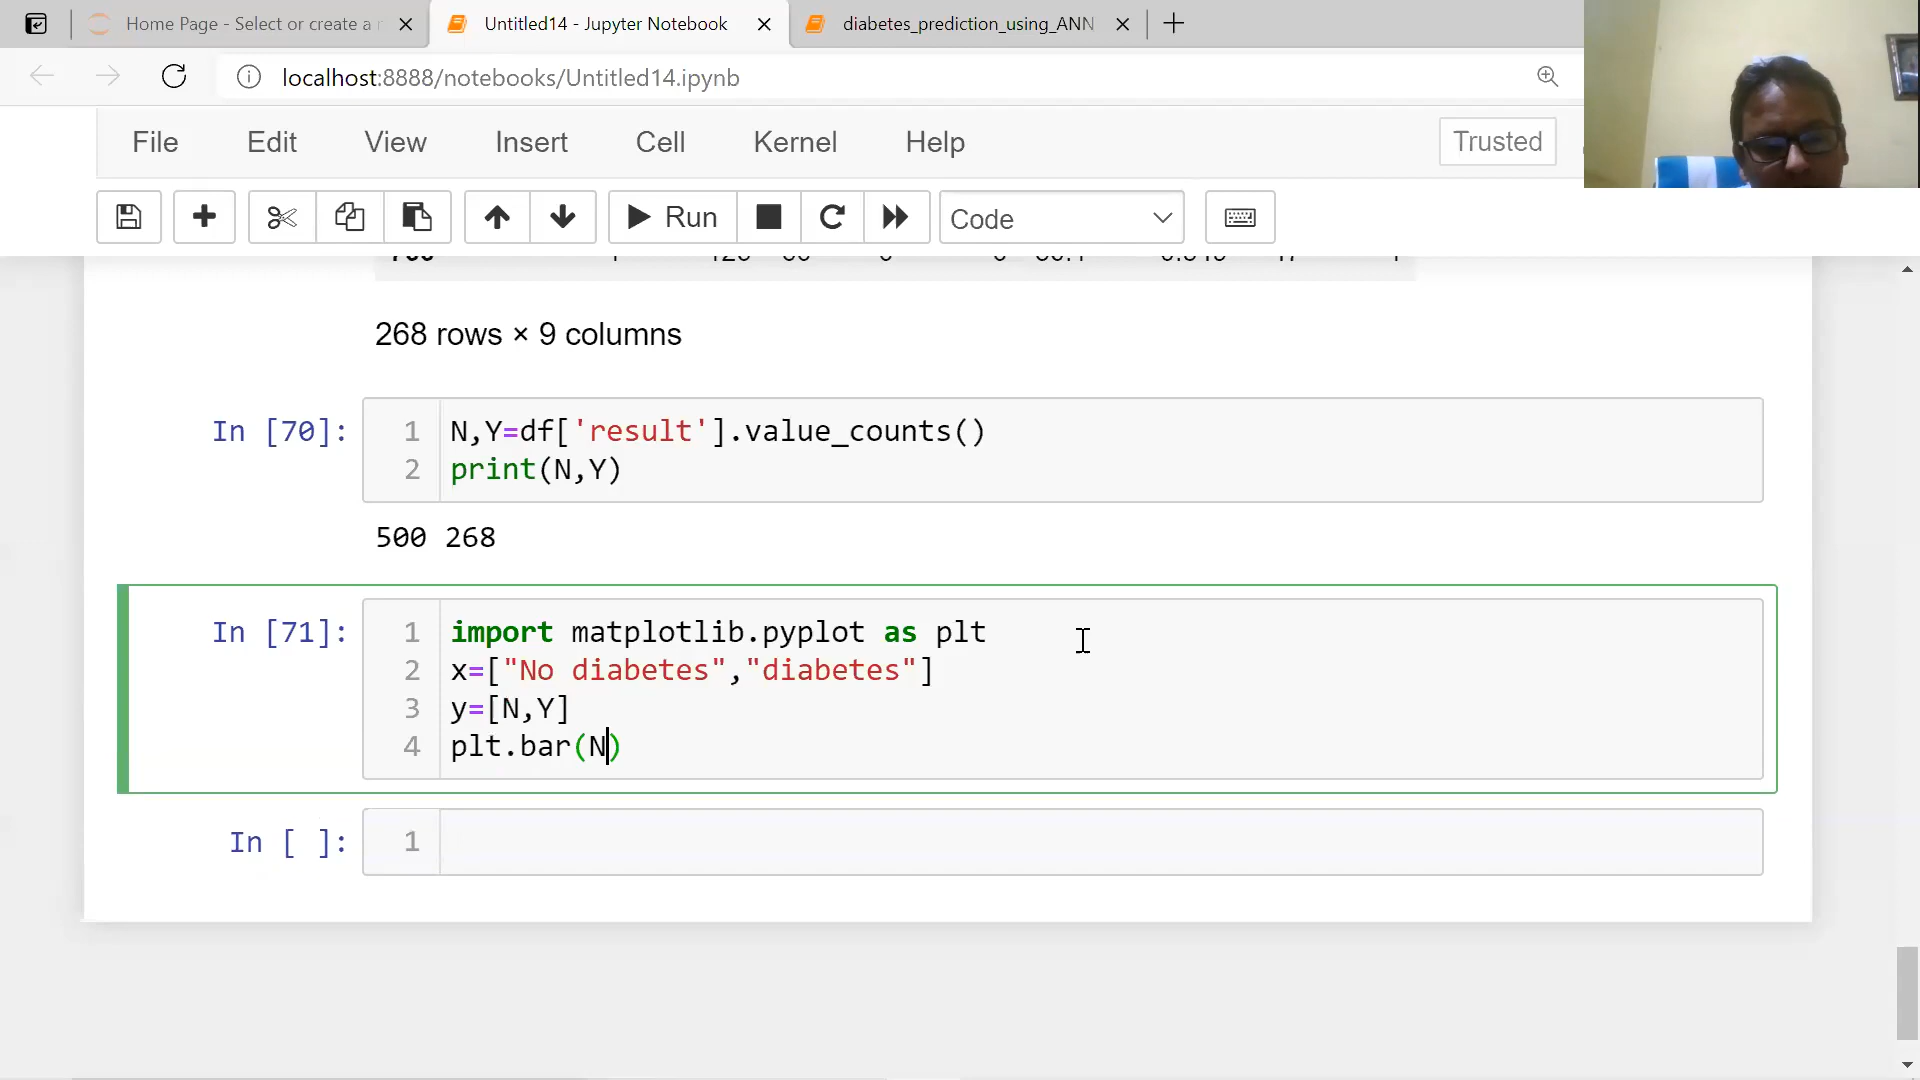 Home Page - Select or create a
Untitled14 - Jupyter Notebook
diabetes_prediction_using_ANN
localhost:8888/notebooks/Untitled14.ipynb
File Edit View Insert Cell Kernel Help Trusted
Run Code
268 rows × 9 columns
In [70]: 1 N,Y=df['result'].value_counts()
2 print(N,Y)
500 268
In [71]: 1 import matplotlib.pyplot as plt
2 x=["No diabetes","diabetes"]
3 y=[N,Y]
4 plt.bar(N)
In [ ]: 1